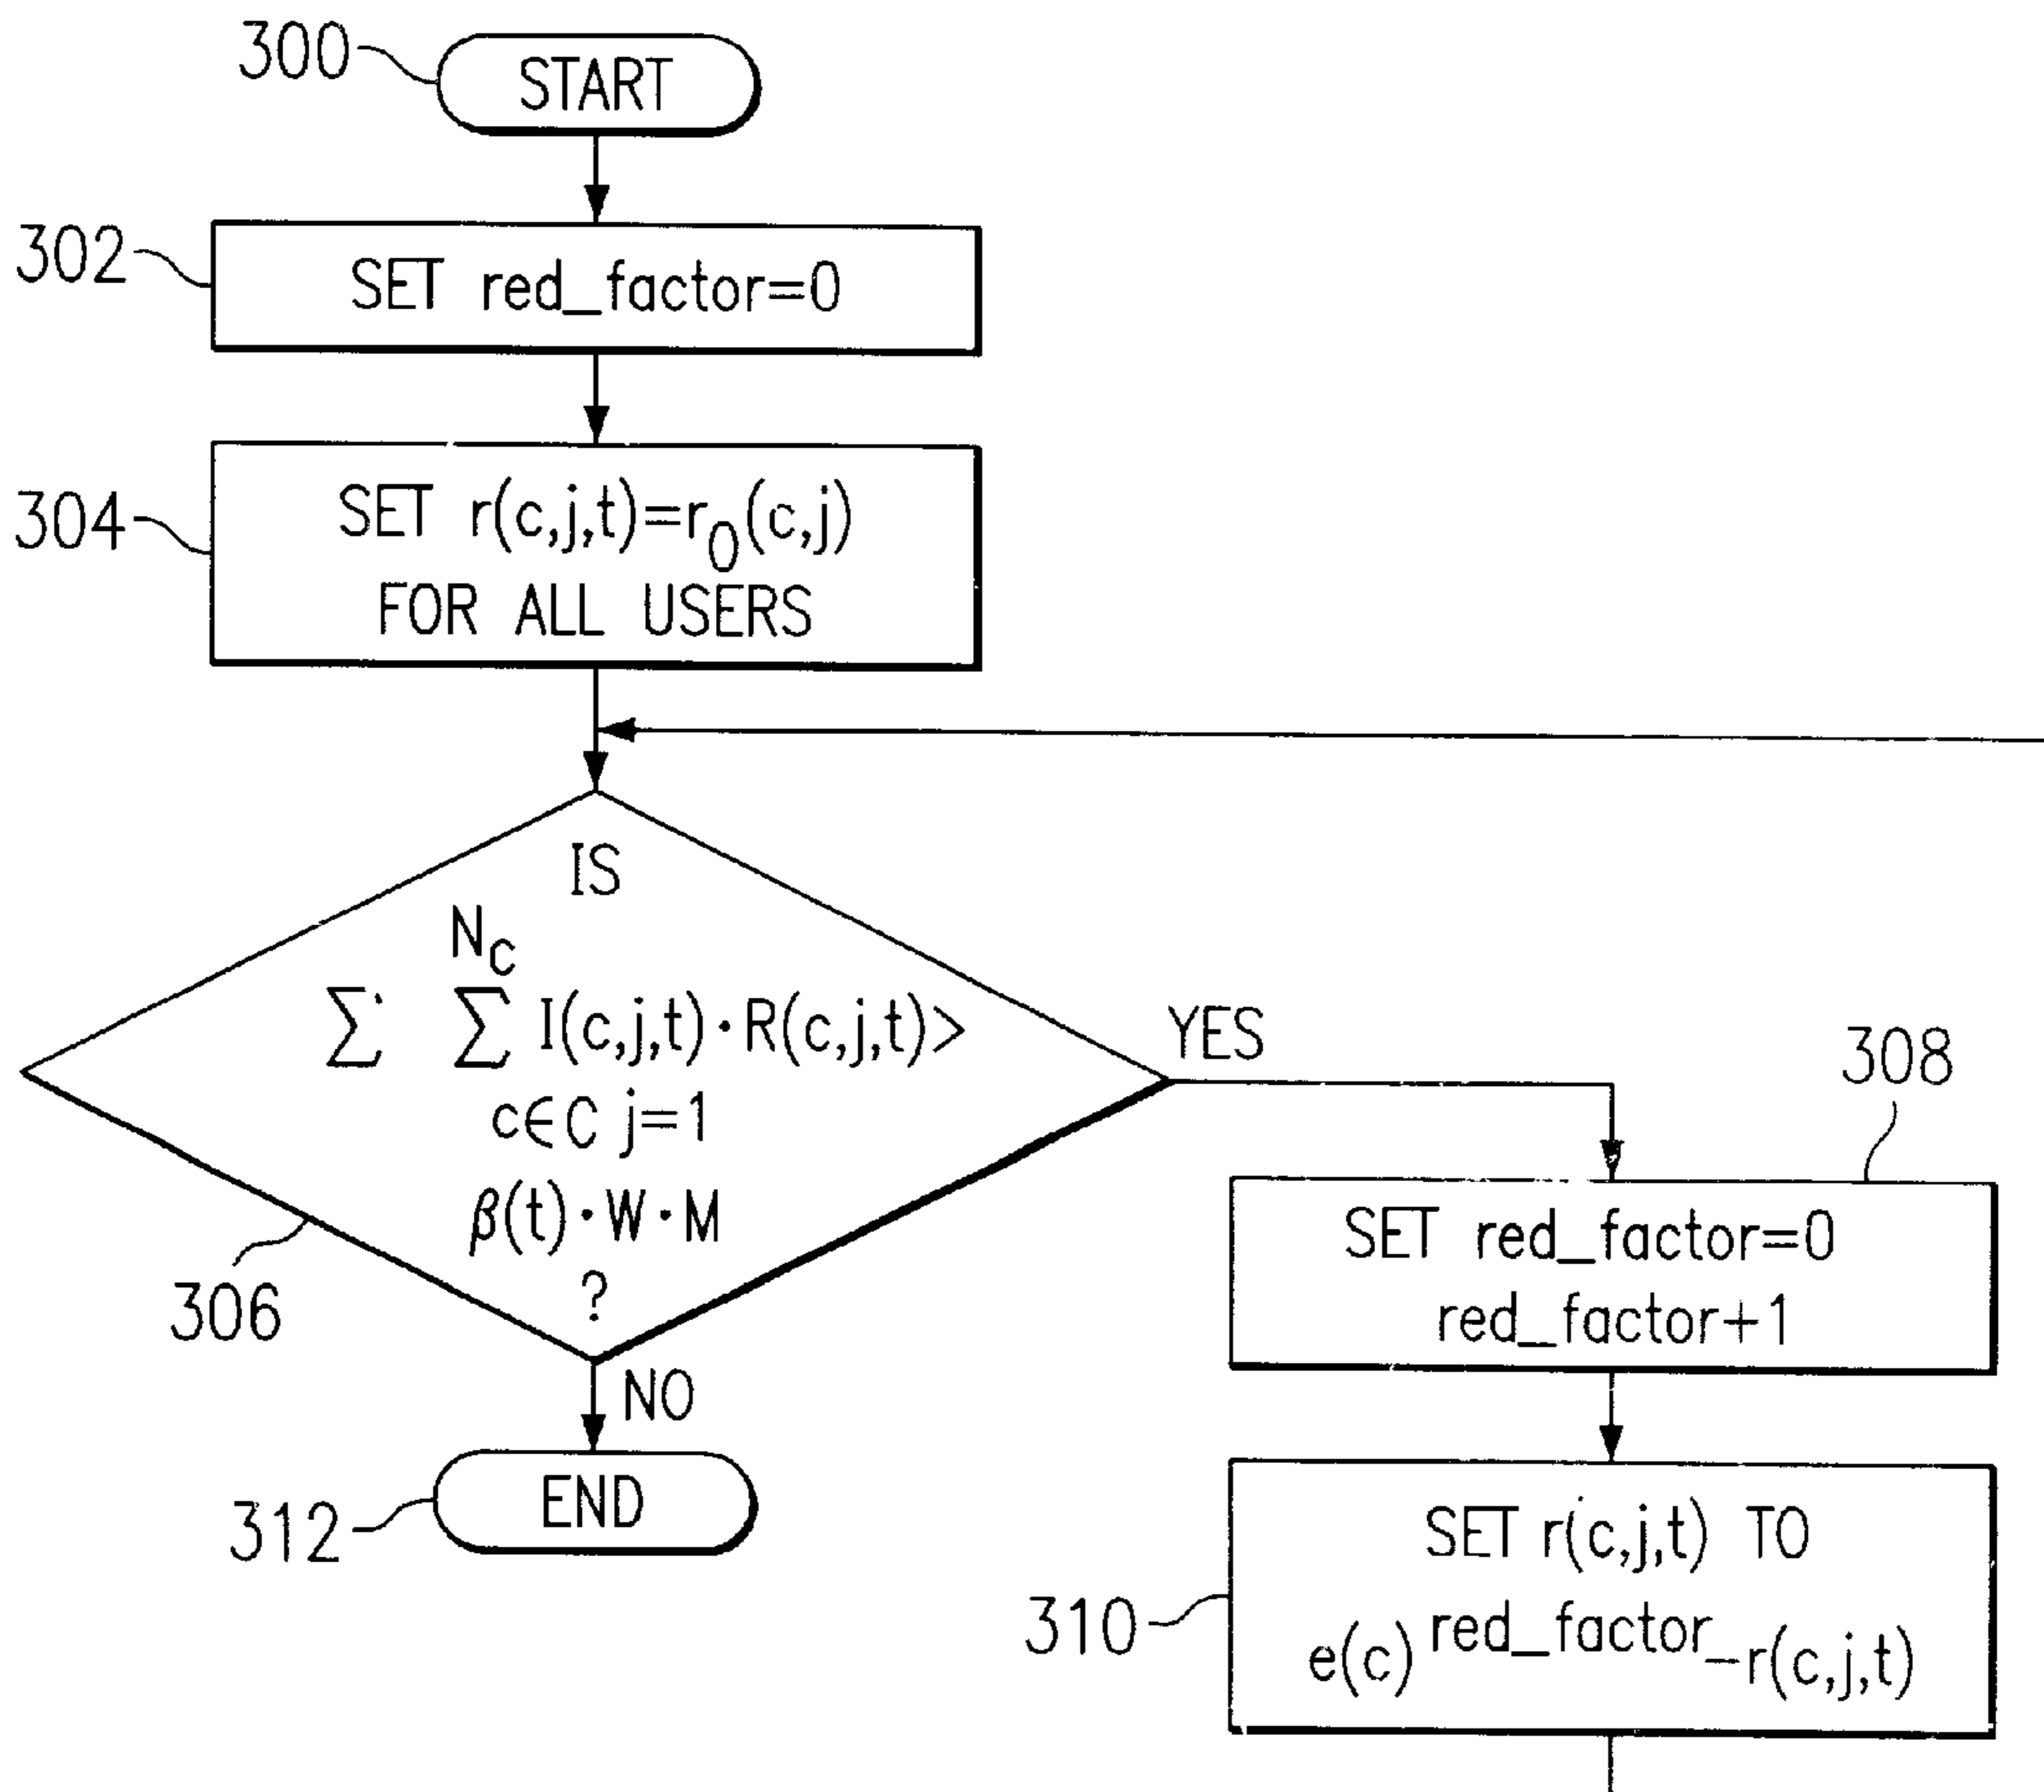 300
START
302
SET red_factor=0
304
SET r(c,j,t)=r0(c,j)
FOR ALL USERS
IS
Nc
∑ ∑ I(c,j,t)·R(c,j,t)>
c∈C j=1
β(t)·W·M
?
306
YES
308
SET red_factor=0
red_factor+1
NO
312
END
310
SET r(c,j,t) TO
e(c)red_factor–r(c,j,t)